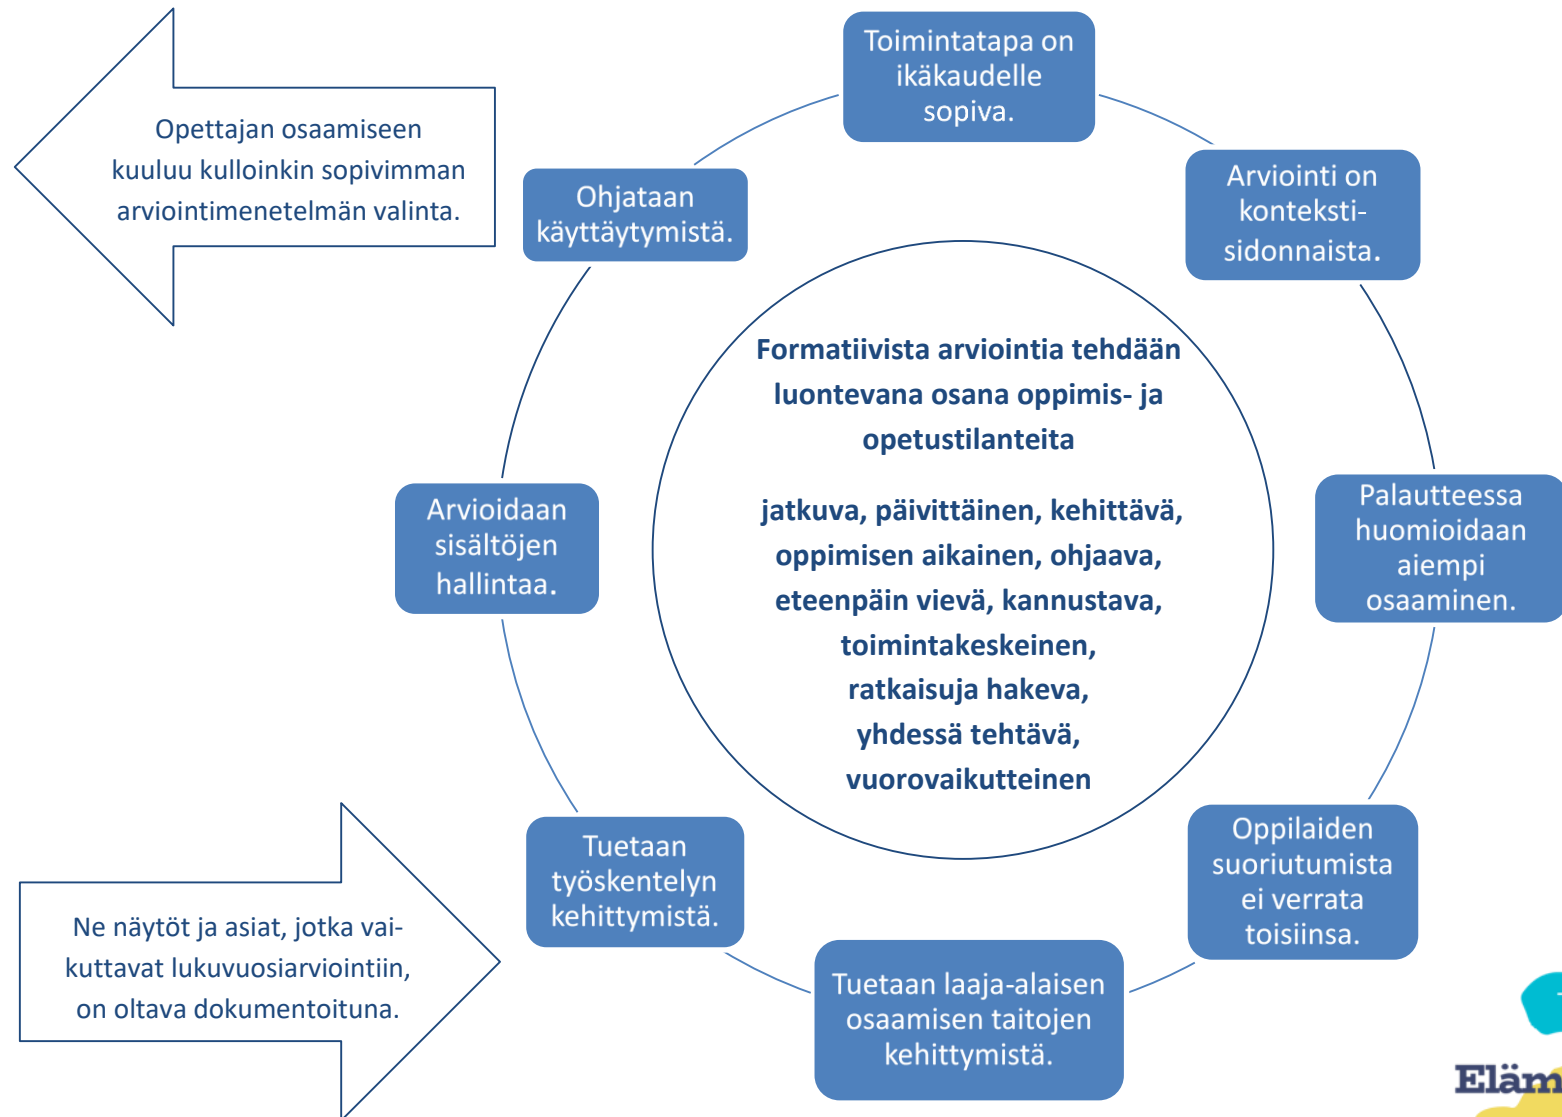 Toimintatapa on
ikäkaudelle
sopiva.
Opettajan osaamiseen
kuuluu kulloinkin sopivimman
arviointimenetelmän valinta.
Ohjataan
käyttäytymistä.
Arviointi on
konteksti-
sidonnaista.
Formatiivista arviointia tehdään
luontevana osana oppimis- ja
opetustilanteita
jatkuva, päivittäinen, kehittävä,
oppimisen aikainen, ohjaava,
eteenpäin vievä, kannustava,
toimintakeskeinen,
ratkaisuja hakeva,
yhdessä tehtävä,
vuorovaikutteinen
Arvioidaan
sisältöjen
hallintaa.
Palautteessa
huomioidaan
aiempi
osaaminen.
Tuetaan
työskentelyn
kehittymistä.
Oppilaiden
suoriutumista
ei verrata
toisiinsa.
Ne näytöt ja asiat, jotka vai-
kuttavat lukuvuosiarviointiin,
on oltava dokumentoituna.
Tuetaan laaja-alaisen
osaamisen taitojen
kehittymistä.
Eläm